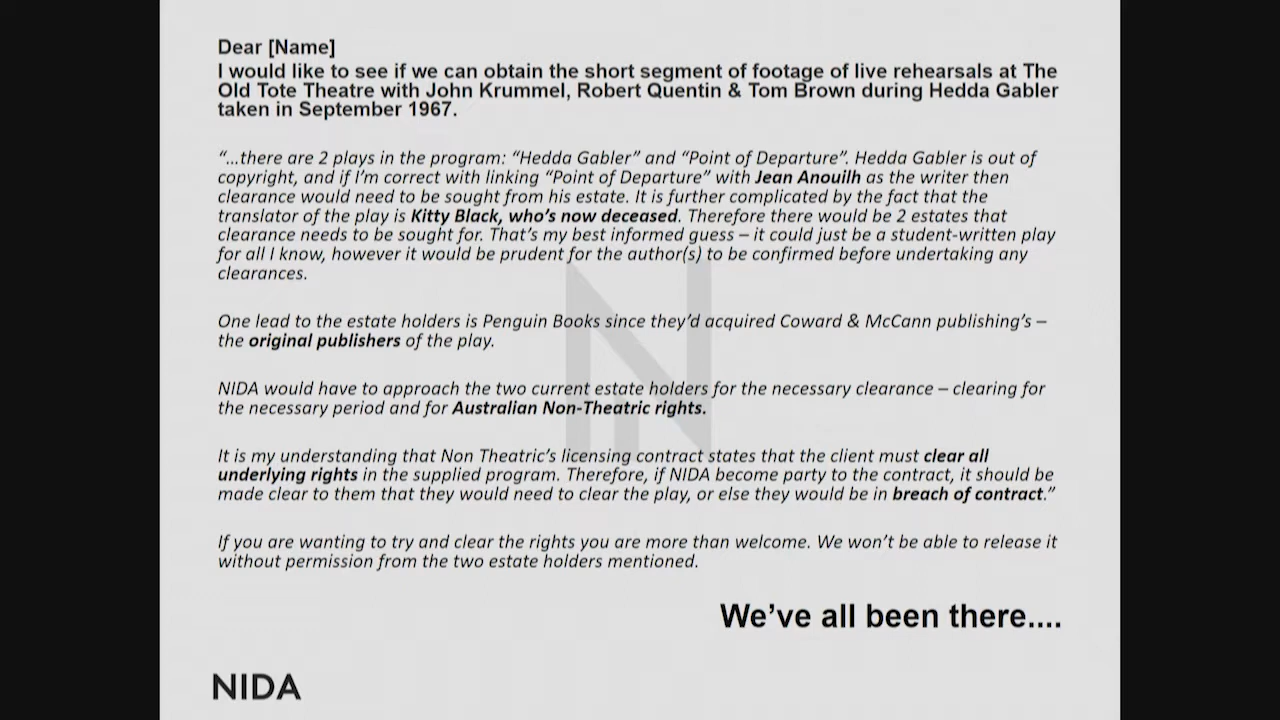 Dear [Name]
I would like to see if we can obtain the short segment of footage of live rehearsals at The
Old Tote Theatre with John Krummel, Robert Quentin & Tom Brown during Hedda Gabler
taken in September 1967.
“…there are 2 plays in the program: “Hedda Gabler” and “Point of Departure”. Hedda Gabler is out of
copyright, and if I’m correct with linking “Point of Departure” with Jean Anouilh as the writer then
clearance would need to be sought from his estate. It is further complicated by the fact that the
translator of the play is Kitty Black, who’s now deceased. Therefore there would be 2 estates that
clearance needs to be sought for. That’s my best informed guess – it could just be a student-written play
for all I know, however it would be prudent for the author(s) to be confirmed before undertaking any
clearances.
One lead to the estate holders is Penguin Books since they’d acquired Coward & McCann publishing’s –
the original publishers of the play.
NIDA would have to approach the two current estate holders for the necessary clearance – clearing for
the necessary period and for Australian Non-Theatric rights.
It is my understanding that Non Theatric’s licensing contract states that the client must clear all
underlying rights in the supplied program. Therefore, if NIDA become party to the contract, it should be
made clear to them that they would need to clear the play, or else they would be in breach of contract.”
If you are wanting to try and clear the rights you are more than welcome. We won’t be able to release it
without permission from the two estate holders mentioned.
We’ve all been there....
NIDA